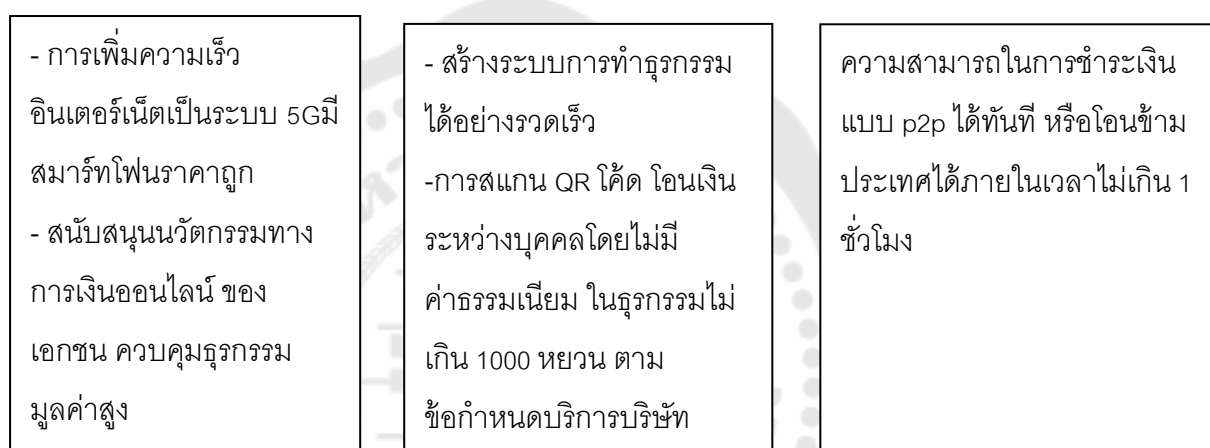 - การเพิ่มความเร็ว
อินเตอร์เน็ตเป็นระบบ 5Gมี
สมาร์ทโฟนราคาถูก
- สนับสนุนนวัตกรรมทาง
การเงินออนไลน์ ของ
เอกชน ควบคุมธุรกรรม
มูลค่าสูง
- สร้างระบบการทำธุรกรรม
ได้อย่างรวดเร็ว
-การสแกน QR โค้ด โอนเงิน
ระหว่างบุคคลโดยไม่มี
ค่าธรรมเนียม ในธุรกรรมไม่
เกิน 1000 หยวน ตาม
ข้อกำหนดบริการบริษัท
ความสามารถในการชำระเงิน
แบบ p2p ได้ทันที หรือโอนข้าม
ประเทศได้ภายในเวลาไม่เกิน 1
ชั่วโมง